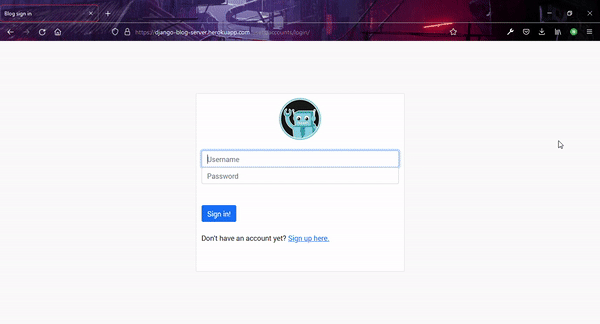 Blog sign in
https://django-blog-server.herokuapp.com
accounts/login/
Username
Password
Sign in!
Don't have an account yet? Sign up here.